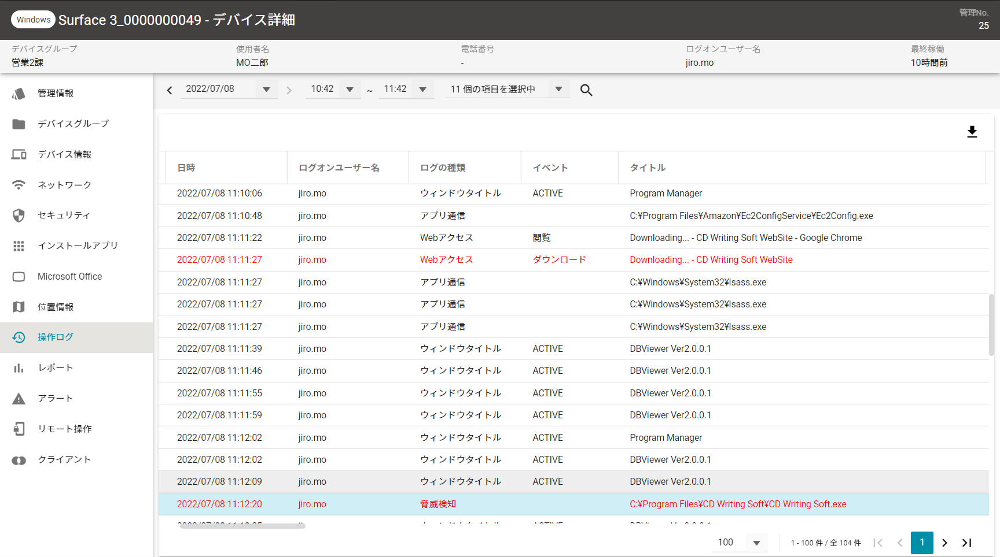 Windows Surface 3_0000000049 - デバイス詳細
管理No.
25
デバイスグループ 使用者名 電話番号 ログオンユーザー名 最終稼働
営業2課 MO二郎 - jiro.mo 10時間前
管理情報
デバイスグループ
デバイス情報
ネットワーク
セキュリティ
インストールアプリ
Microsoft Office
位置情報
操作ログ
レポート
アラート
リモート操作
クライアント
2022/07/08 10:42 ~ 11:42 11 個の項目を選択中
日時 ログオンユーザー名 ログの種類 イベント タイトル
2022/07/08 11:10:06 jiro.mo ウィンドウタイトル ACTIVE Program Manager
2022/07/08 11:10:48 jiro.mo アプリ通信 C:¥Program Files¥Amazon¥Ec2ConfigService¥Ec2Config.exe
2022/07/08 11:11:22 jiro.mo Webアクセス 閲覧 Downloading... - CD Writing Soft WebSite - Google Chrome
2022/07/08 11:11:27 jiro.mo Webアクセス ダウンロード Downloading... - CD Writing Soft WebSite
2022/07/08 11:11:27 jiro.mo アプリ通信 C:¥Windows¥System32¥lsass.exe
2022/07/08 11:11:27 jiro.mo アプリ通信 C:¥Windows¥System32¥lsass.exe
2022/07/08 11:11:27 jiro.mo アプリ通信 C:¥Windows¥System32¥lsass.exe
2022/07/08 11:11:39 jiro.mo ウィンドウタイトル ACTIVE DBViewer Ver2.0.0.1
2022/07/08 11:11:46 jiro.mo ウィンドウタイトル ACTIVE DBViewer Ver2.0.0.1
2022/07/08 11:11:55 jiro.mo ウィンドウタイトル ACTIVE DBViewer Ver2.0.0.1
2022/07/08 11:11:59 jiro.mo ウィンドウタイトル ACTIVE DBViewer Ver2.0.0.1
2022/07/08 11:12:02 jiro.mo ウィンドウタイトル ACTIVE Program Manager
2022/07/08 11:12:02 jiro.mo ウィンドウタイトル ACTIVE DBViewer Ver2.0.0.1
2022/07/08 11:12:09 jiro.mo ウィンドウタイトル ACTIVE DBViewer Ver2.0.0.1
2022/07/08 11:12:20 jiro.mo 脅威検知 C:¥Program Files¥CD Writing Soft¥CD Writing Soft.exe
100 1 - 100 件 / 全 104 件 1